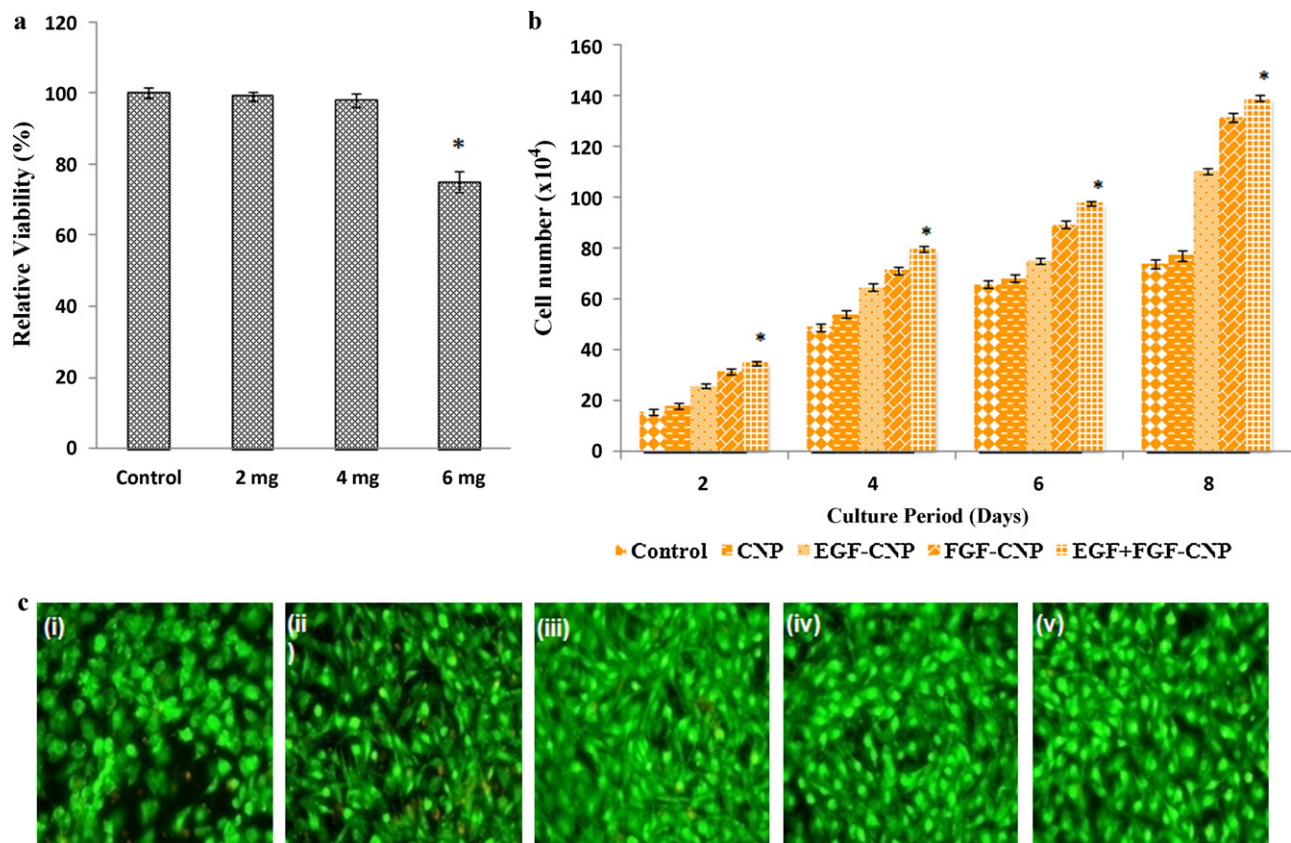 a
120
100
80
60
40
20
0
Relative Viability (%)
*
Control 2 mg 4 mg 6 mg
b
160
140
120
100
80
60
40
20
0
Cell number (x10⁴)
* * * *
2 4 6 8
Culture Period (Days)
Control CNP EGF-CNP FGF-CNP EGF+FGF-CNP
c
(i) (ii (iii) (iv) (v)
)